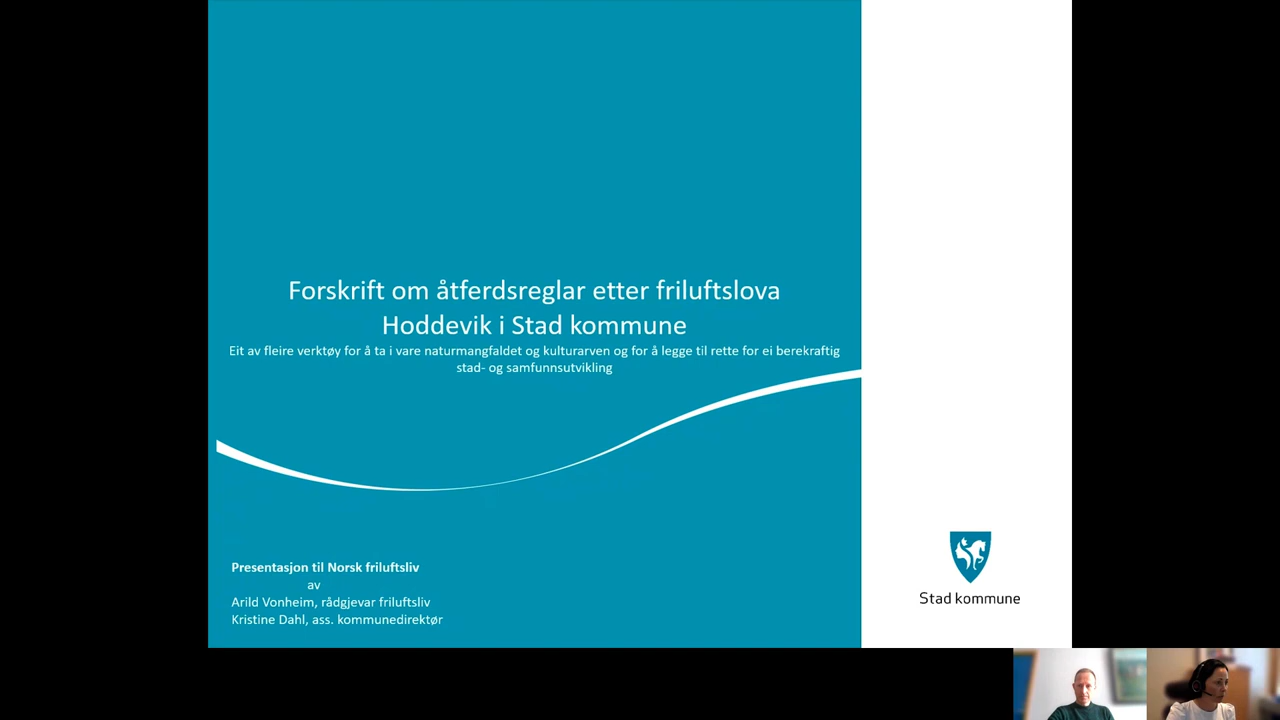 Forskrift om åtferdsreglar etter friluftslova
Hoddevik i Stad kommune
Eit av fleire verktøy for å ta i vare naturmangfaldet og kulturarven og for å legge til rette for ei berekraftig
stad- og samfunnsutvikling
Presentasjon til Norsk friluftsliv
av
Arild Vonheim, rådgjevar friluftsliv
Kristine Dahl, ass. kommunedirektør
Stad kommune